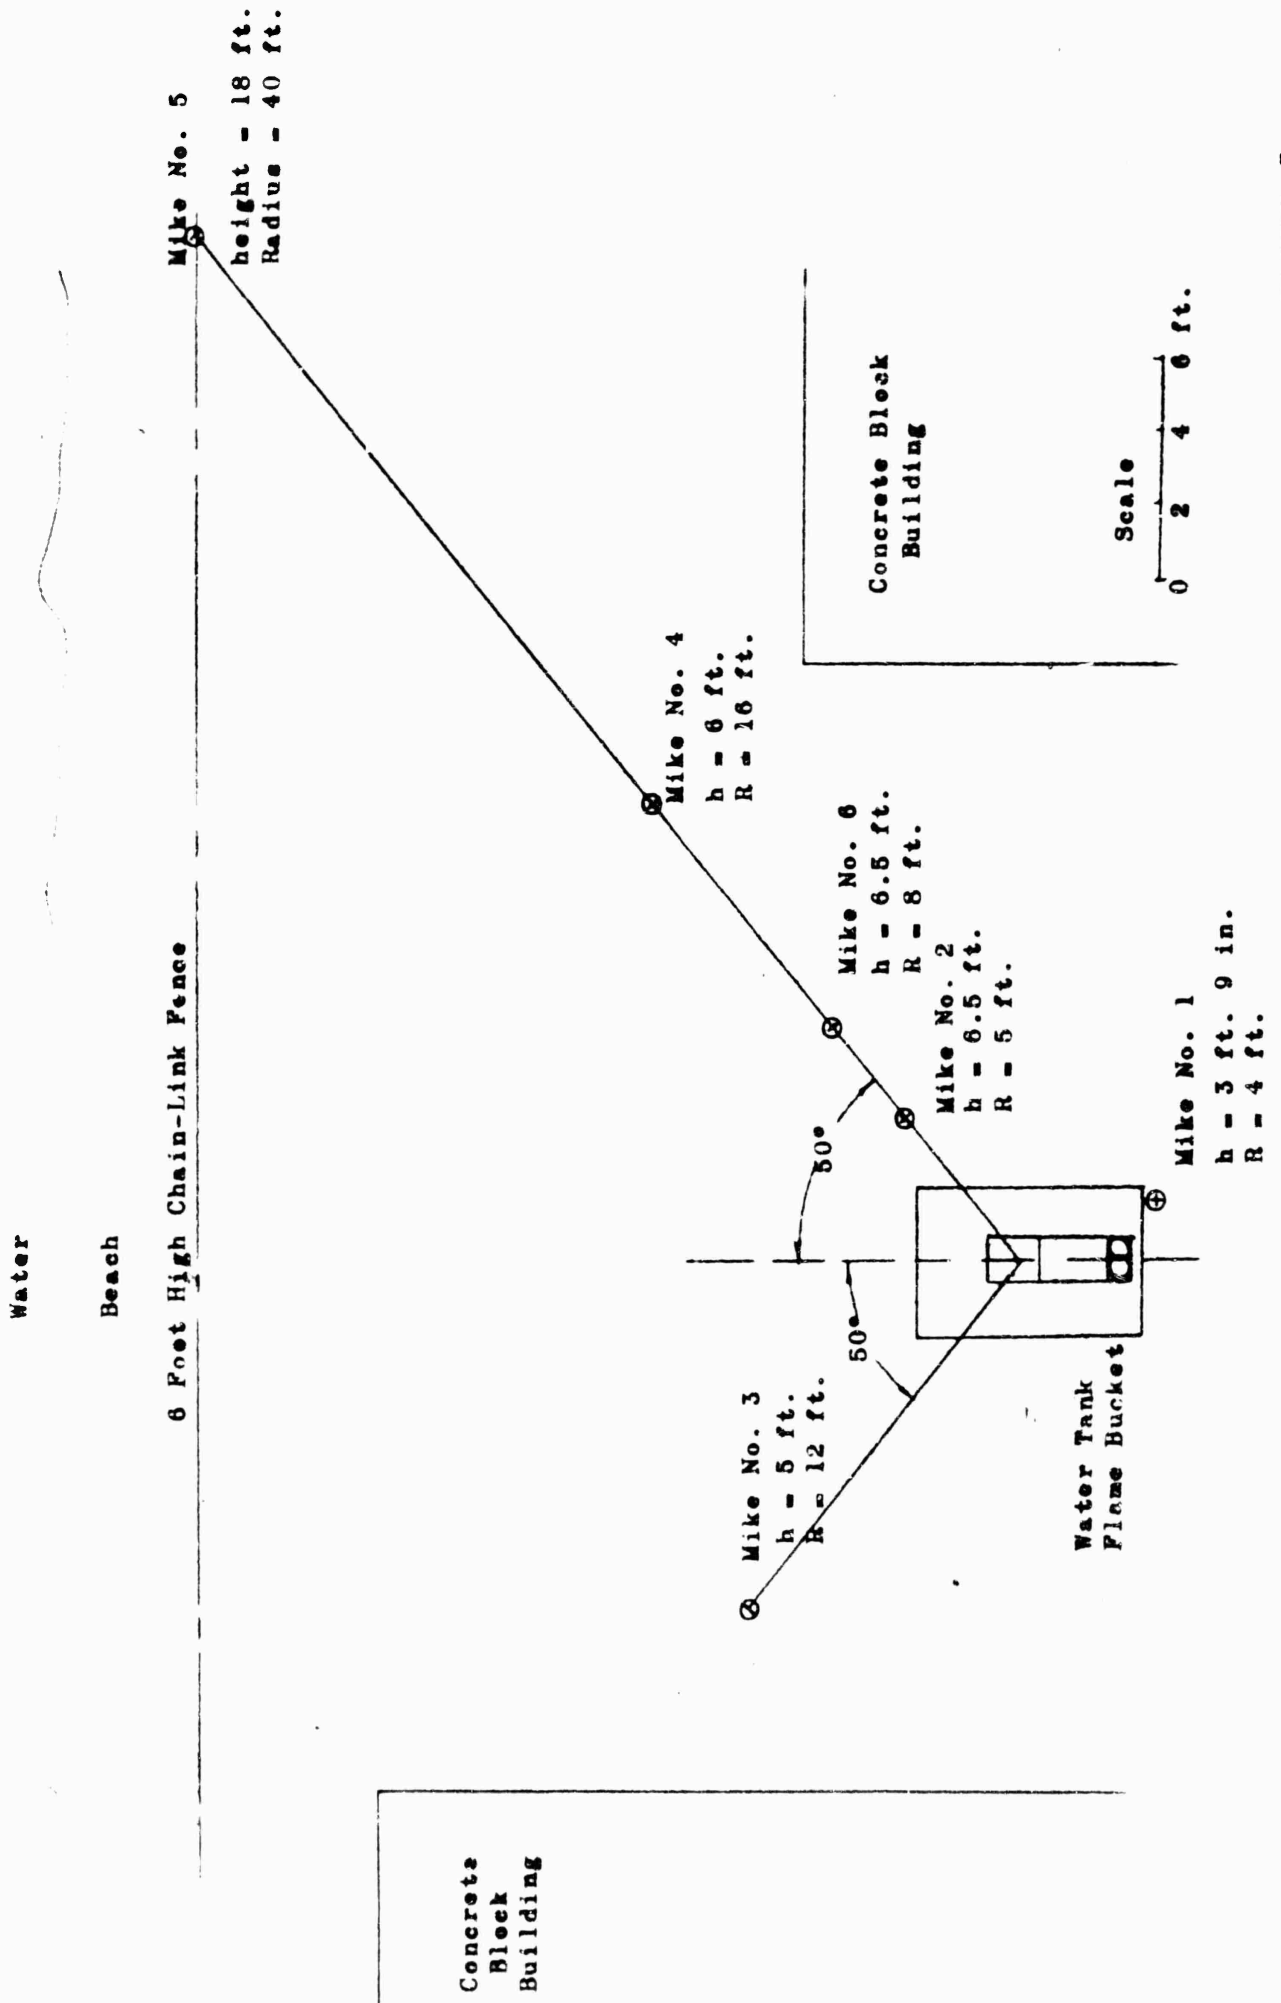 Water
Beach
6 Foot High Chain-Link Fence
Mike No. 5
height = 18 ft.
Radius = 40 ft.
Concrete
Block
Building
Mike No. 3
h = 5 ft.
R = 12 ft.
50°
50°
Mike No. 4
h = 6 ft.
R = 16 ft.
Mike No. 6
h = 6.5 ft.
R = 8 ft.
Mike No. 2
h = 6.5 ft.
R = 5 ft.
Concrete Block
Building
Water Tank
Flame Bucket
Mike No. 1
h = 3 ft. 9 in.
R = 4 ft.
Scale
0 2 4 6 ft.